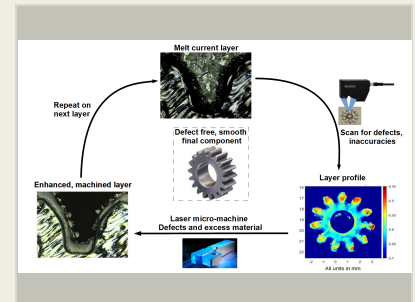 Melt current layer
Repeat on
next layer
Scan for defects,
inaccuracies
Defect free, smooth
final component
Layer profile
Enhanced, machined layer
Laser micro-machine
Defects and excess material
All units in mm